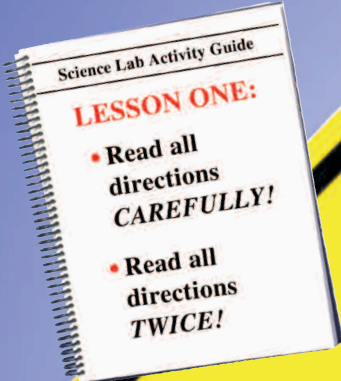 Science Lab Activity Guide
LESSON ONE:
• Read all
directions
CAREFULLY!
• Read all
directions
TWICE!